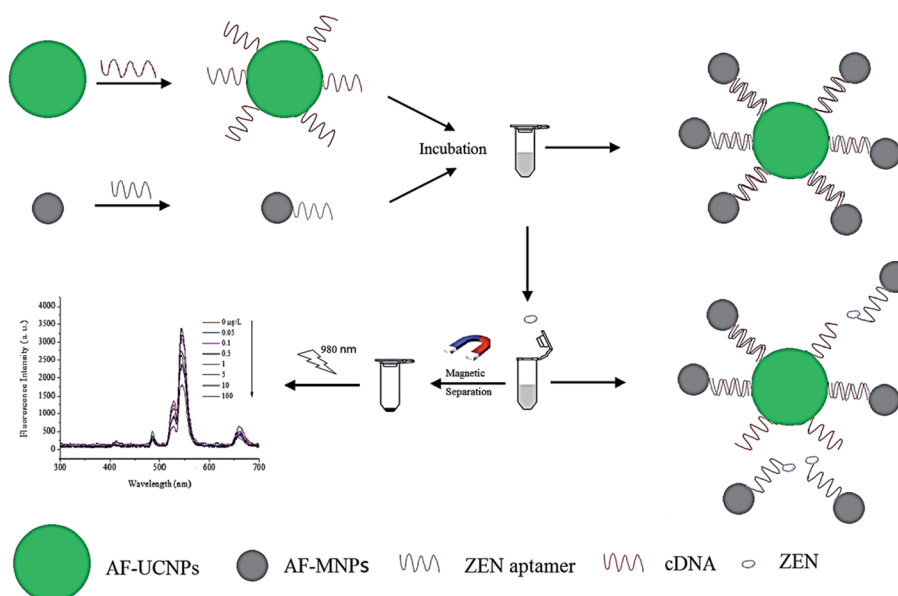 Incubation
980 nm
Magnetic
Separation
Fluorescence Intensity (a. u.)
4000
3500
3000
2500
2000
1500
1000
500
0
0 µg/L
0.05
0.1
0.5
1
5
10
100
300 400 500 600 700
Wavelength (nm)
AF-UCNPs AF-MNPs ZEN aptamer cDNA ZEN